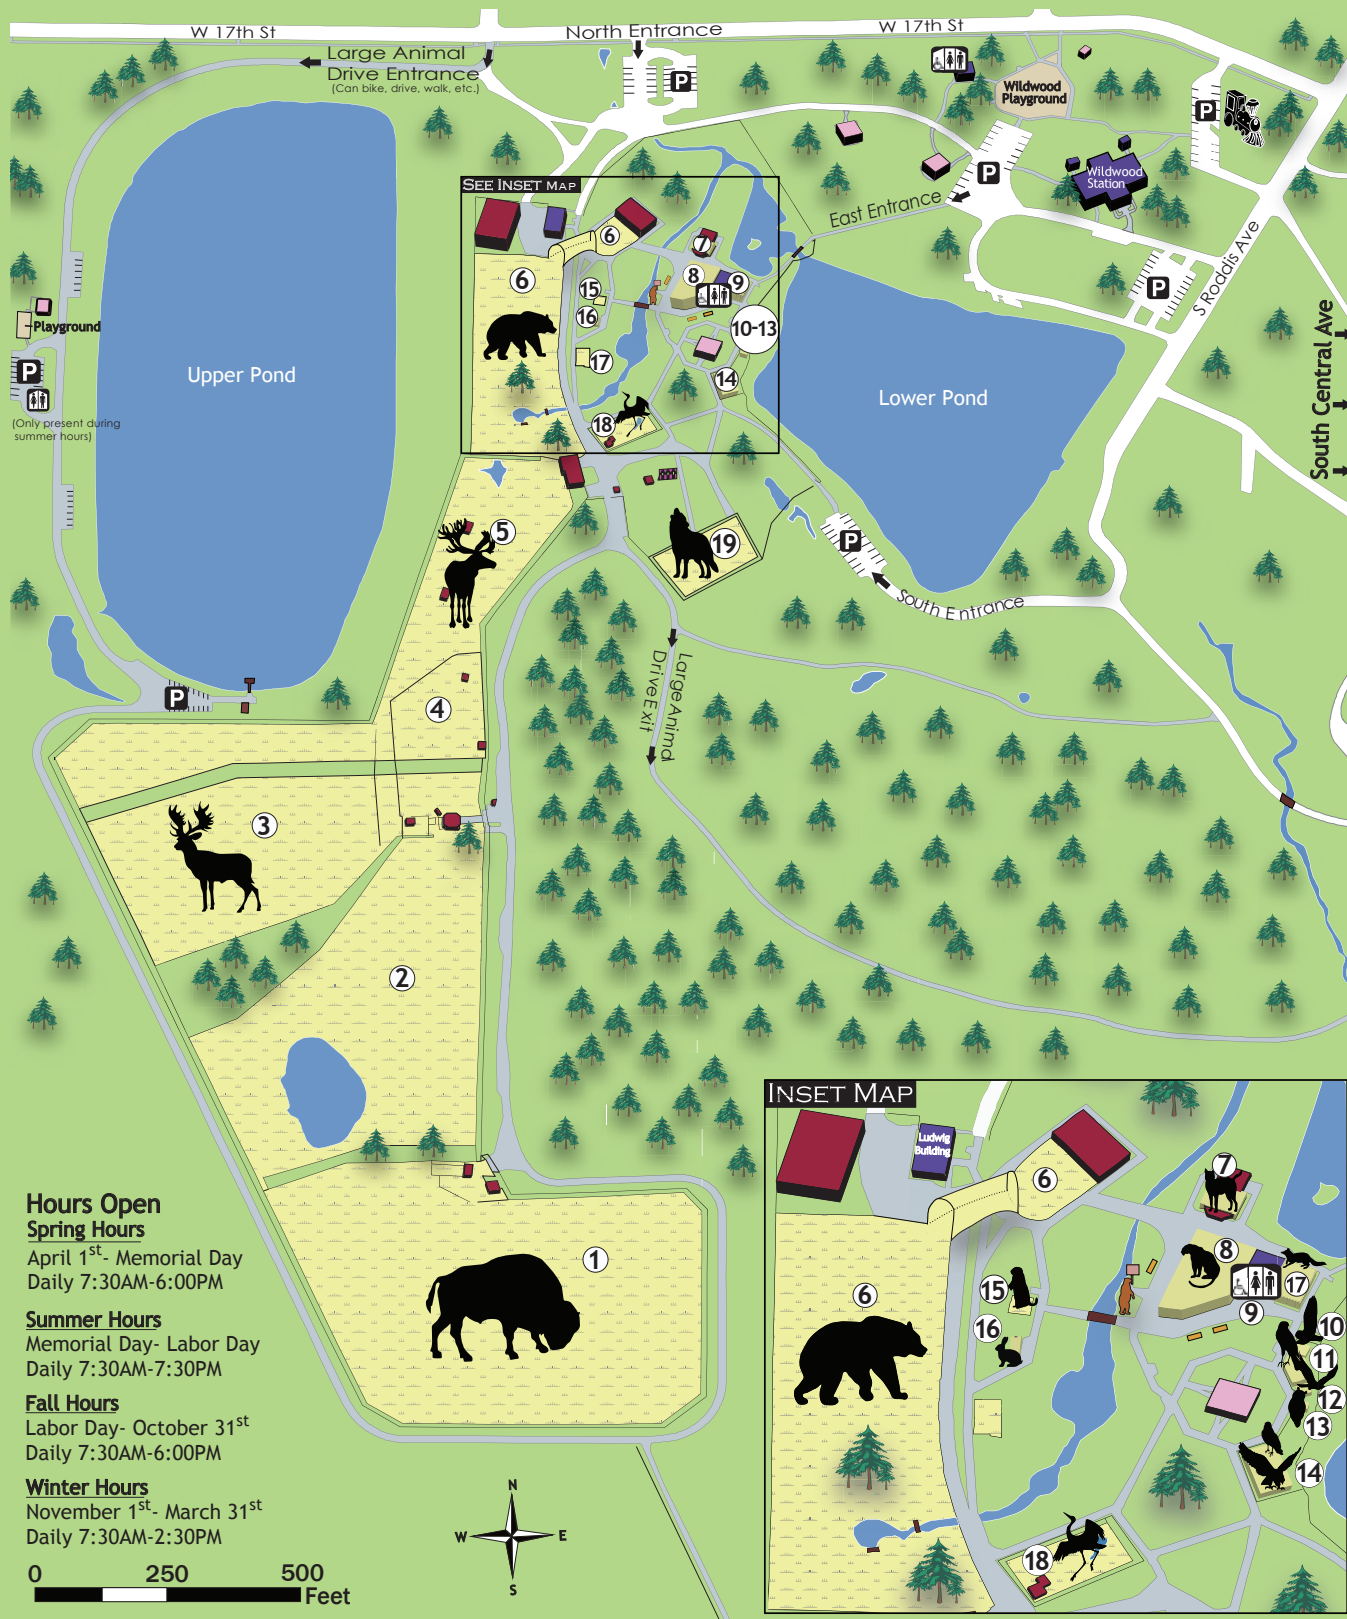 W 17th St
North Entrance
W 17th St
Large Animal
Drive Entrance
(Can bike, drive, walk, etc.)
P
P
Wildwood
Playground
P
Wildwood
Station
See Inset Map
East Entrance
S Roddis Ave
P
South Central Ave
6
7
6
8
9
15
16
10-13
17
14
18
Playground
P
(Only present during
summer hours)
Upper Pond
Lower Pond
5
19
P
South Entrance
Large Animal
Drive Exit
4
P
3
2
1
Inset Map
Ludwig
Building
6
7
8
17
9
6
15
16
10
11
12
13
14
18
Hours Open
Spring Hours
April 1st- Memorial Day
Daily 7:30AM-6:00PM
Summer Hours
Memorial Day- Labor Day
Daily 7:30AM-7:30PM
Fall Hours
Labor Day- October 31st
Daily 7:30AM-6:00PM
Winter Hours
November 1st- March 31st
Daily 7:30AM-2:30PM
0 250 500
Feet
N
W E
S